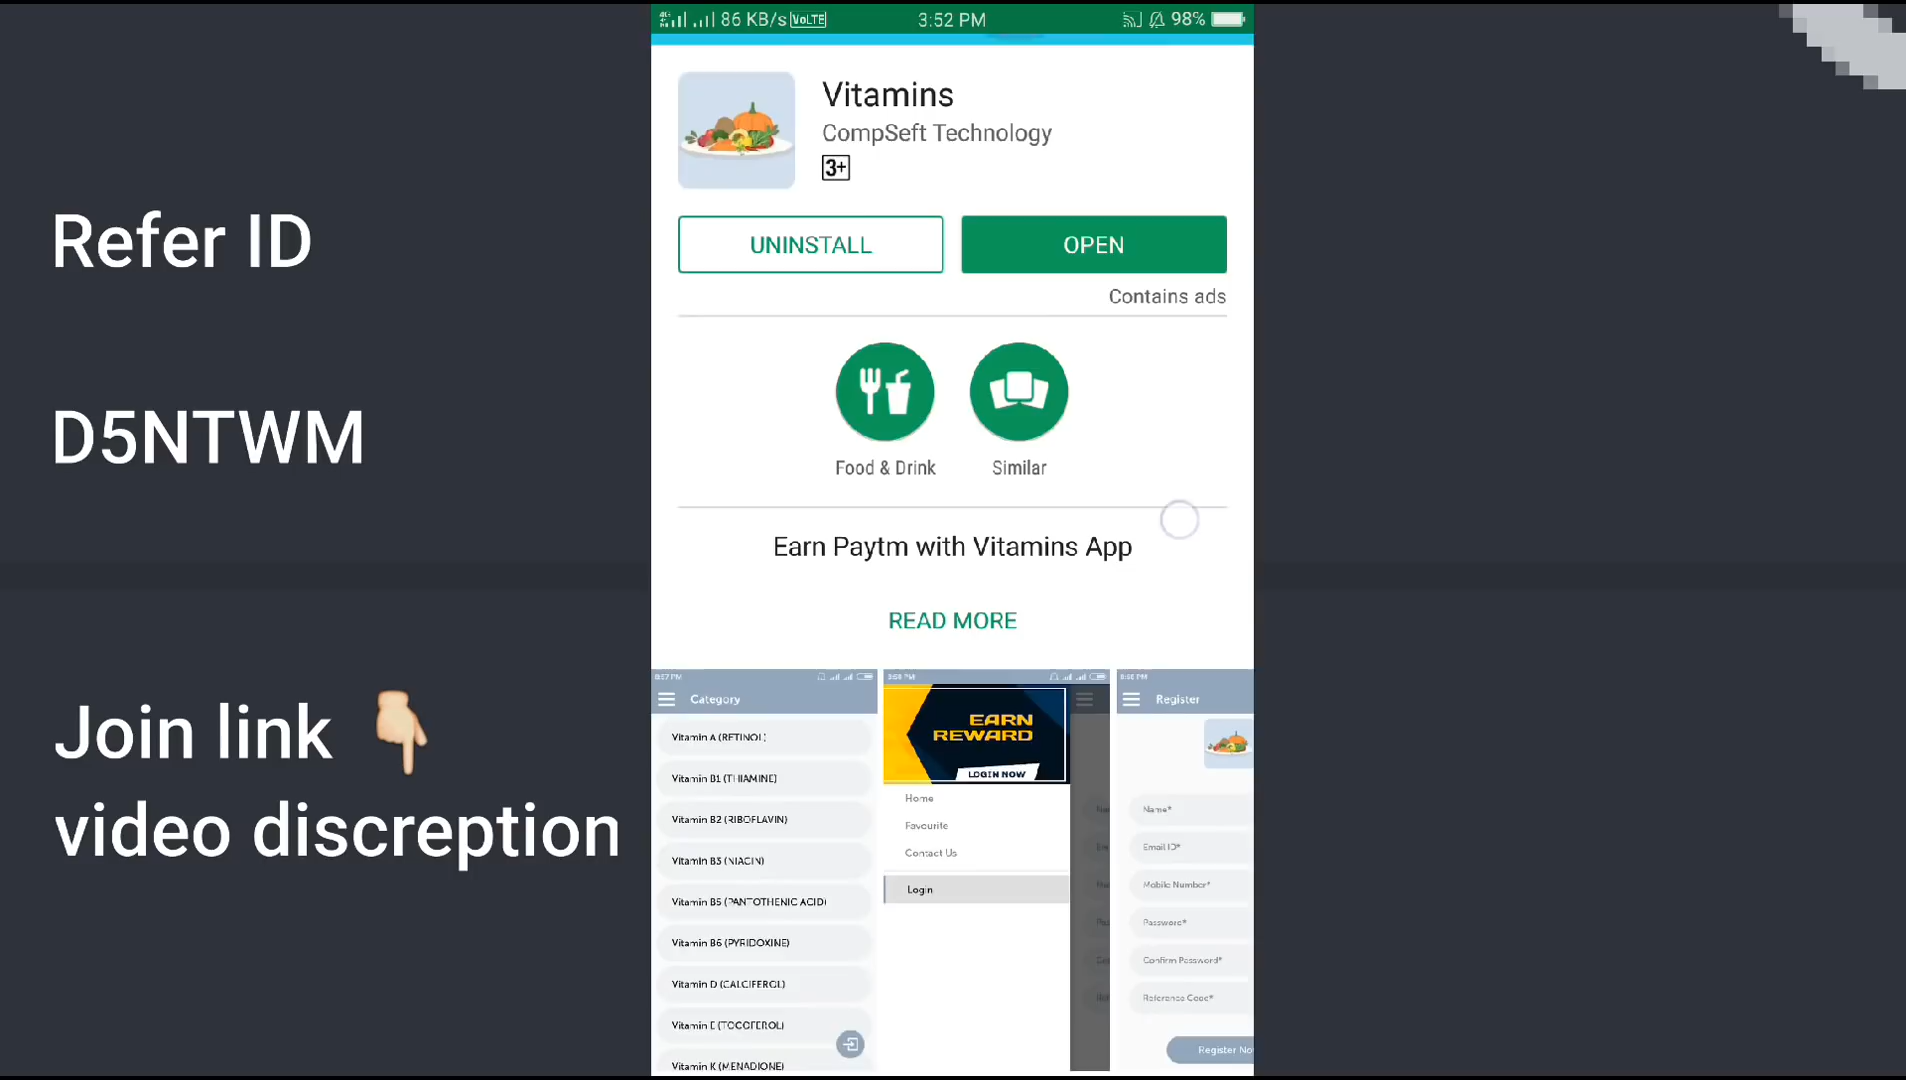 86 KB/s VoLTE 3:52 PM 98%
Vitamins
CompSeft Technology
3+
UNINSTALL
OPEN
Contains ads
Food & Drink
Similar
Earn Paytm with Vitamins App
READ MORE
Refer ID
D5NTWM
Join link 👇
video discreption
Category
Vitamin A (RETINOL)
Vitamin B1 (THIAMINE)
Vitamin B2 (RIBOFLAVIN)
Vitamin B3 (NIACIN)
Vitamin B5 (PANTOTHENIC ACID)
Vitamin B6 (PYRIDOXINE)
Vitamin D (CALCIFEROL)
Vitamin E (TOCOFEROL)
Vitamin K (MENADIONE)
EARN
REWARD
LOGIN NOW
Home
Favourite
Contact Us
Login
Register
Name*
Email ID*
Mobile Number*
Password*
Confirm Password*
Reference Code*
Register No